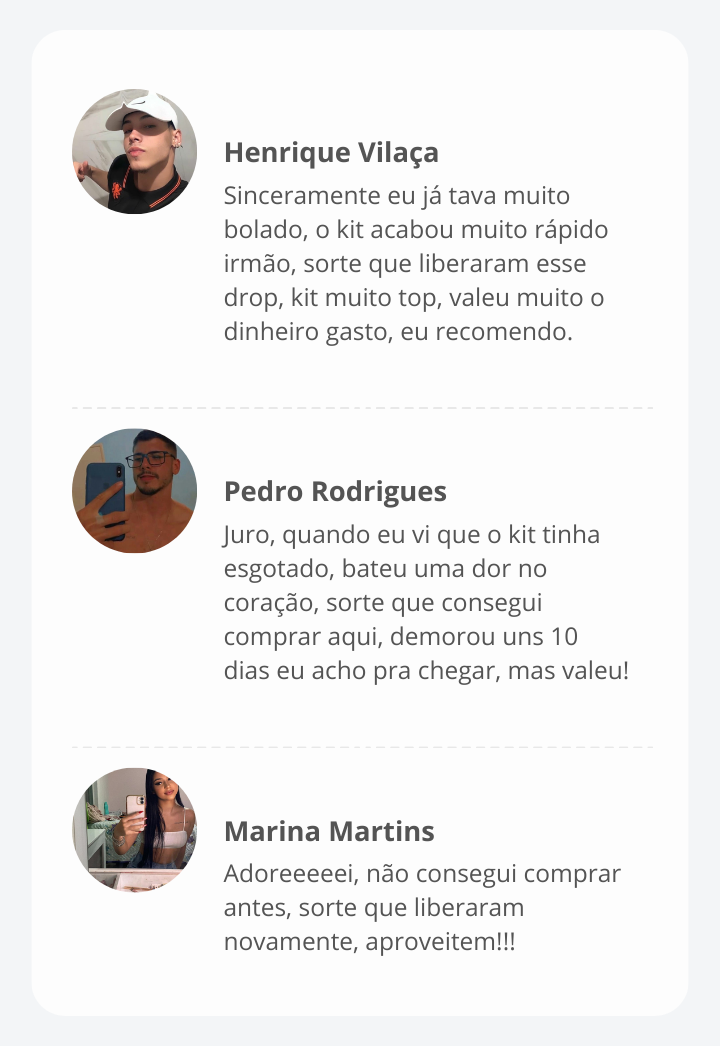 Henrique Vilaça
Sinceramente eu já tava muito
bolado, o kit acabou muito rápido
irmão, sorte que liberaram esse
drop, kit muito top, valeu muito o
dinheiro gasto, eu recomendo.
Pedro Rodrigues
Juro, quando eu vi que o kit tinha
esgotado, bateu uma dor no
coração, sorte que consegui
comprar aqui, demorou uns 10
dias eu acho pra chegar, mas valeu!
Marina Martins
Adoreeeeei, não consegui comprar
antes, sorte que liberaram
novamente, aproveitem!!!